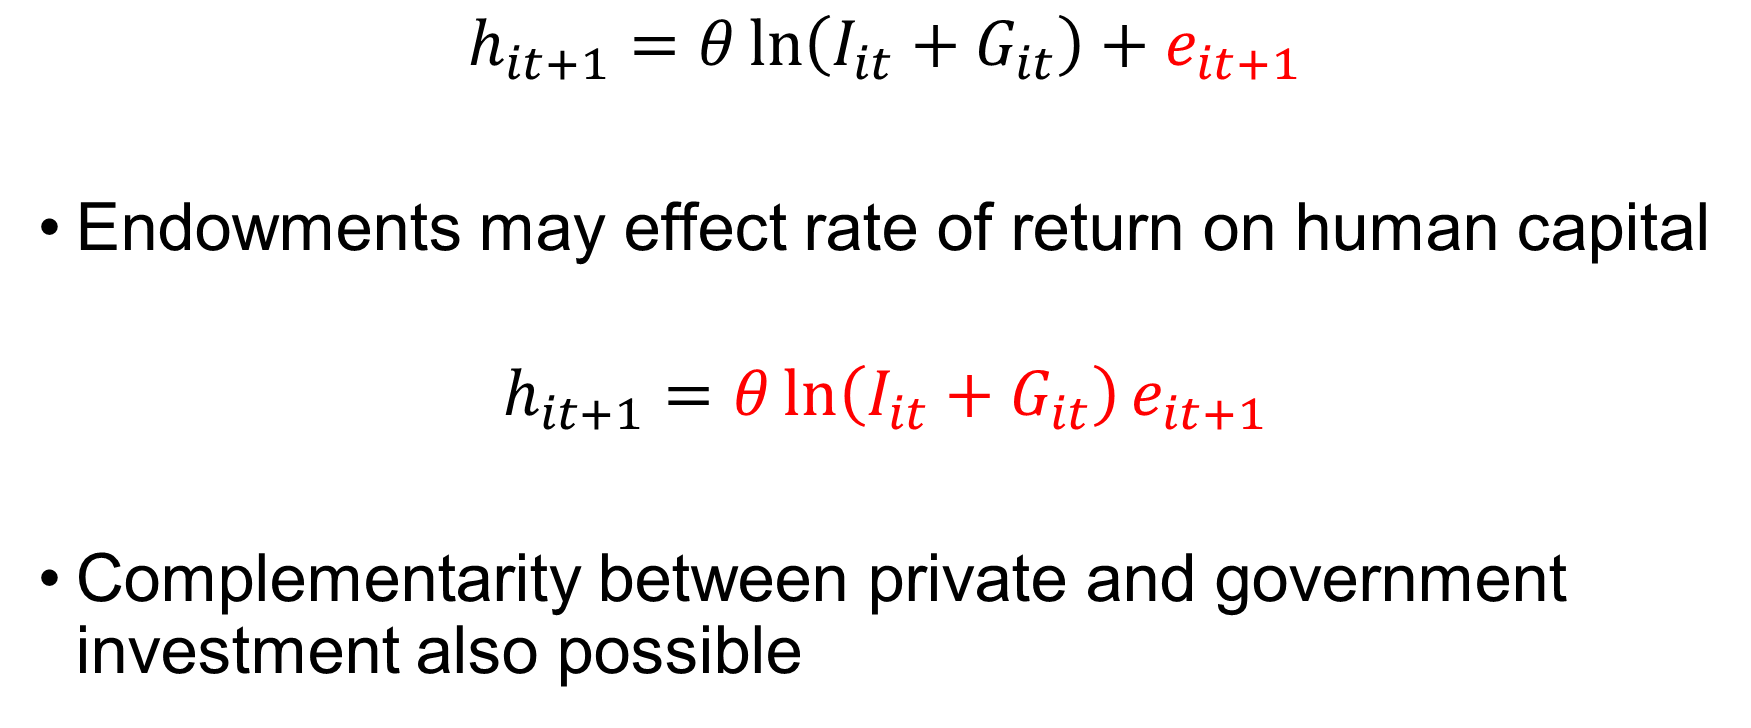 h_{it+1} = θ ln(I_{it} + G_{it}) + e_{it+1}
• Endowments may effect rate of return on human capital
h_{it+1} = θ ln(I_{it} + G_{it}) e_{it+1}
• Complementarity between private and government
investment also possible